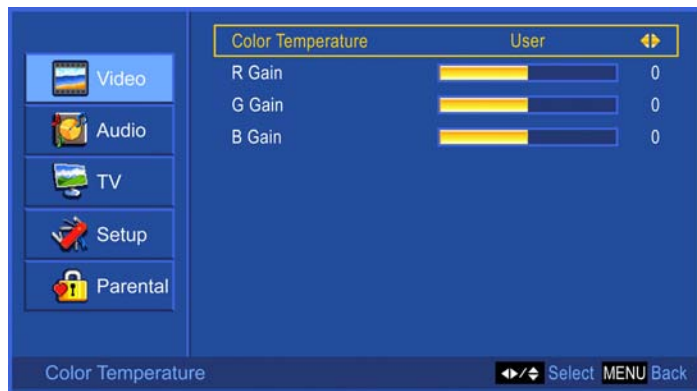 Color Temperature User
R Gain 0
G Gain 0
B Gain 0
Video
Audio
TV
Setup
Parental
Color Temperature Select MENU Back